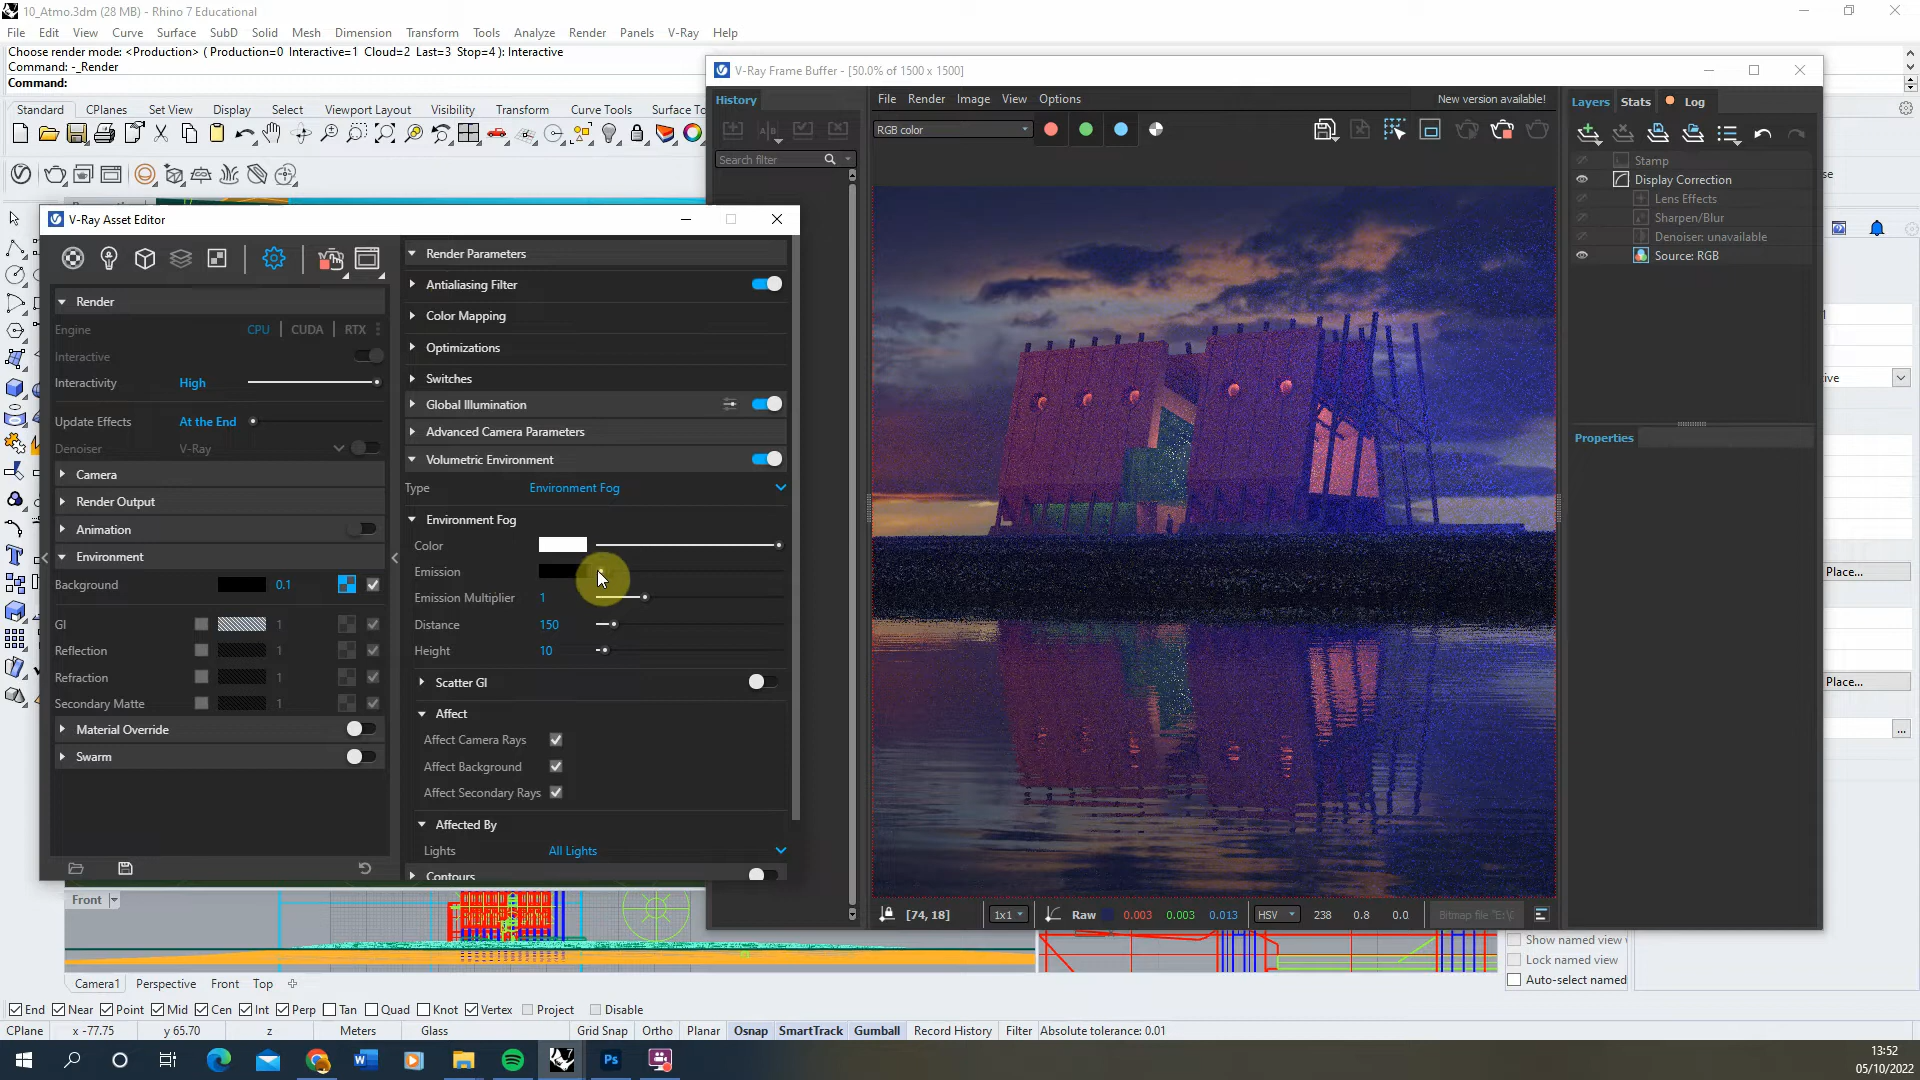 10_Atmo.3dm (28 MB) - Rhino 7 Educational
File Edit View Curve Surface SubD Solid Mesh Dimension Transform Tools Analyze Render Panels V-Ray Help
Choose render mode: <Production> ( Production=0 Interactive=1 Cloud=2 Last=3 Stop=4 ): Interactive
Command: -_Render
Command:
Standard CPlanes Set View Display Select Viewport Layout Visibility Transform Curve Tools Surface To
V-Ray Frame Buffer - [50.0% of 1500 x 1500]
History
File Render Image View Options
New version available!
Layers Stats Log
RGB color
Search filter
Stamp
Display Correction
Lens Effects
Sharpen/Blur
Denoiser: unavailable
Source: RGB
Properties
V-Ray Asset Editor
Render
Engine CPU CUDA RTX
Interactive
Interactivity High
Update Effects At the End
Denoiser V-Ray
Camera
Render Output
Animation
Environment
Background 0.1
GI 1
Reflection 1
Refraction 1
Secondary Matte 1
Material Override
Swarm
Render Parameters
Antialiasing Filter
Color Mapping
Optimizations
Switches
Global Illumination
Advanced Camera Parameters
Volumetric Environment
Type Environment Fog
Environment Fog
Color
Emission
Emission Multiplier 1
Distance 150
Height 10
Scatter GI
Affect
Affect Camera Rays
Affect Background
Affect Secondary Rays
Affected By
Lights All Lights
Contours
Place...
Place...
...
Front
[74, 18] 1x1 Raw 0.003 0.003 0.013 HSV 238 0.8 0.0 Bitmap file "E:\
Show named view
Lock named view
Auto-select named
Camera1 Perspective Front Top
End Near Point Mid Cen Int Perp Tan Quad Knot Vertex Project Disable
CPlane x -77.75 y 65.70 z Meters Glass Grid Snap Ortho Planar Osnap SmartTrack Gumball Record History Filter Absolute tolerance: 0.01
13:52
05/10/2022